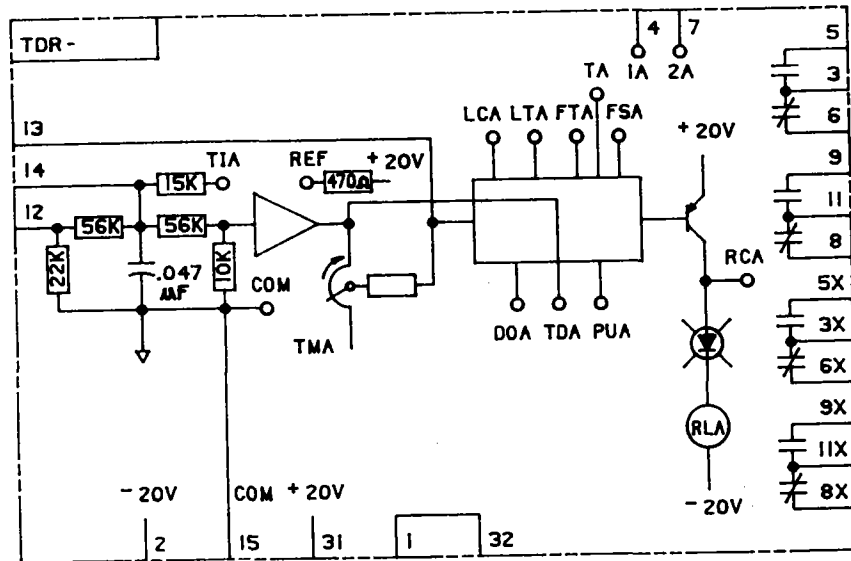 TDR-
4 7
1A 2A
TA
LCA LTA FTA FSA
5
3
6
+20V
13
14
12
15K TIA
REF 470Ω +20V
56K 56K
22K
.047 µF
10K
COM
TMA
DOA TDA PUA
RCA
RLA
-20V
9
11
8
5X
3X
6X
9X
11X
8X
-20V COM +20V
2 15 31 1 32